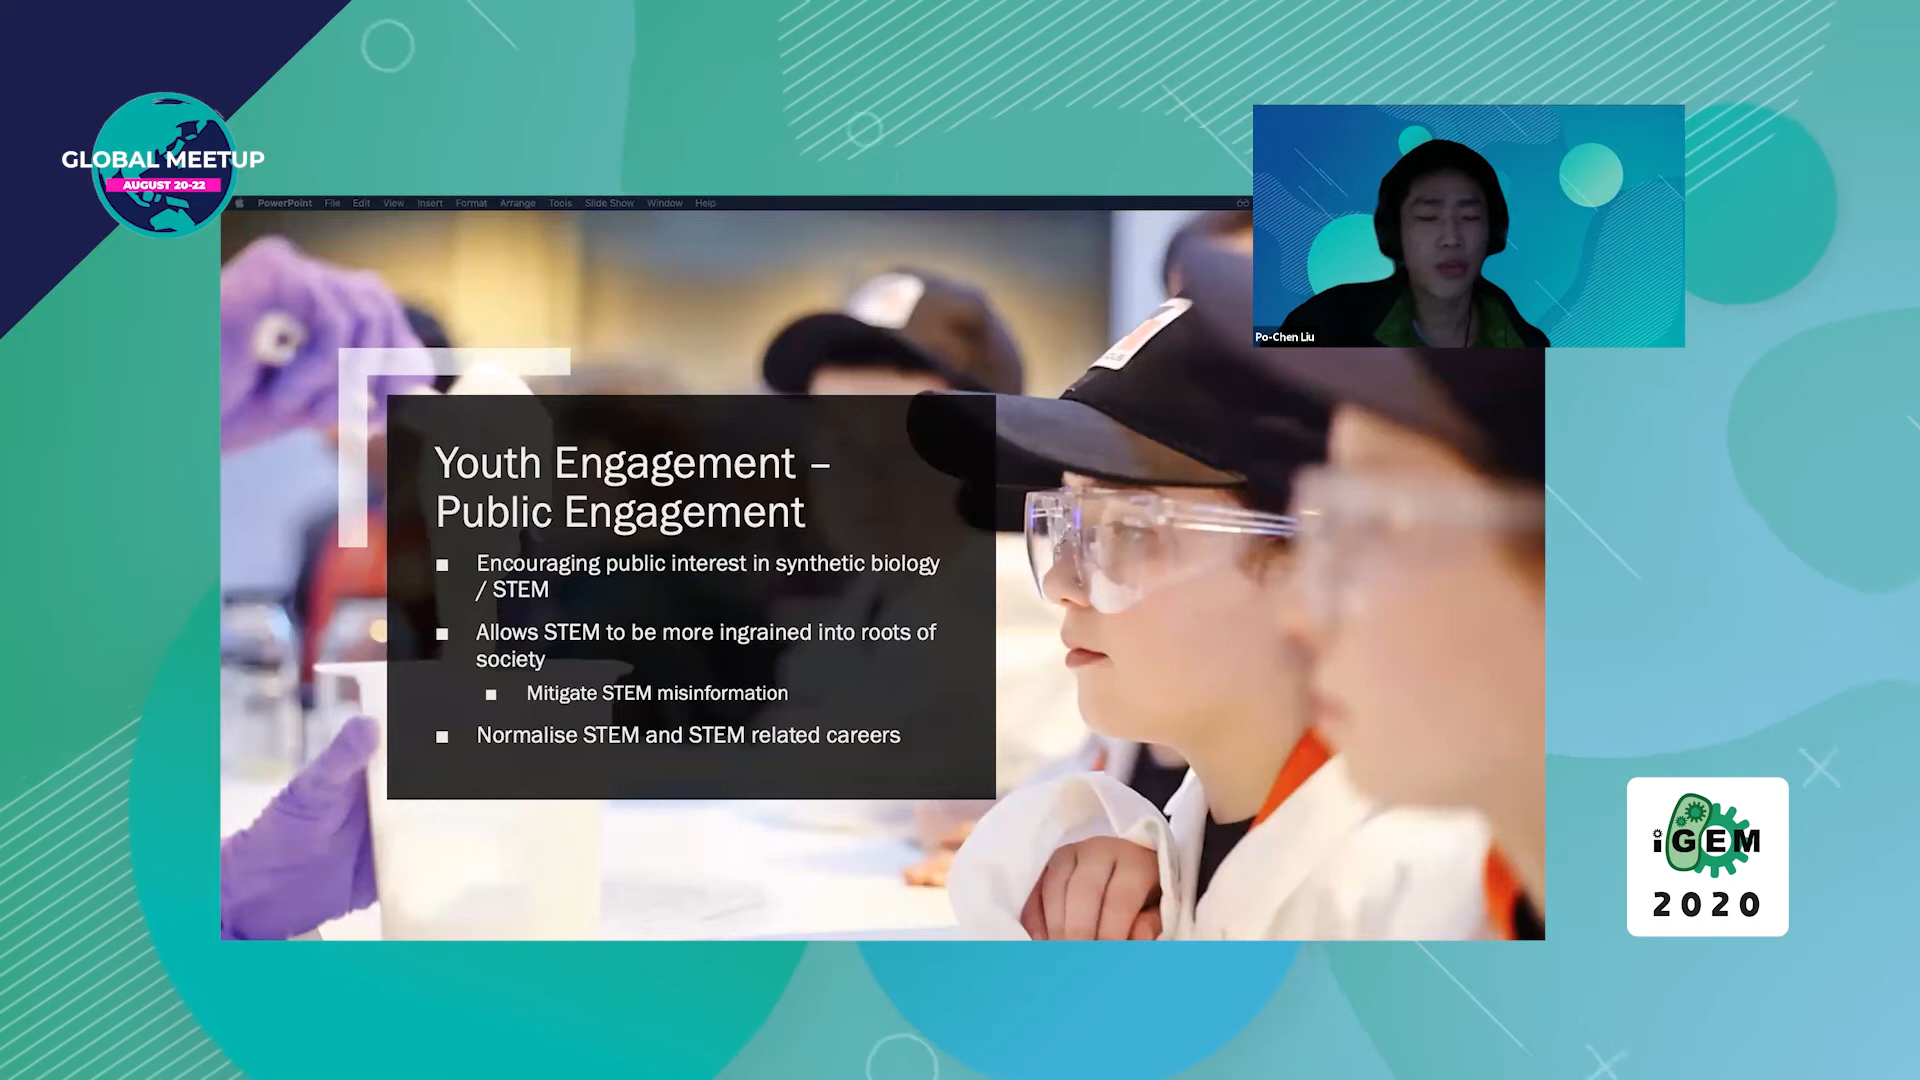 GLOBAL MEETUP
AUGUST 20-22
PowerPoint File Edit View Insert Format Arrange Tools Slide Show Window Help
Po-Chen Liu
Youth Engagement –
Public Engagement
■ Encouraging public interest in synthetic biology
/ STEM
■ Allows STEM to be more ingrained into roots of
society
■ Mitigate STEM misinformation
■ Normalise STEM and STEM related careers
iGEM
2020